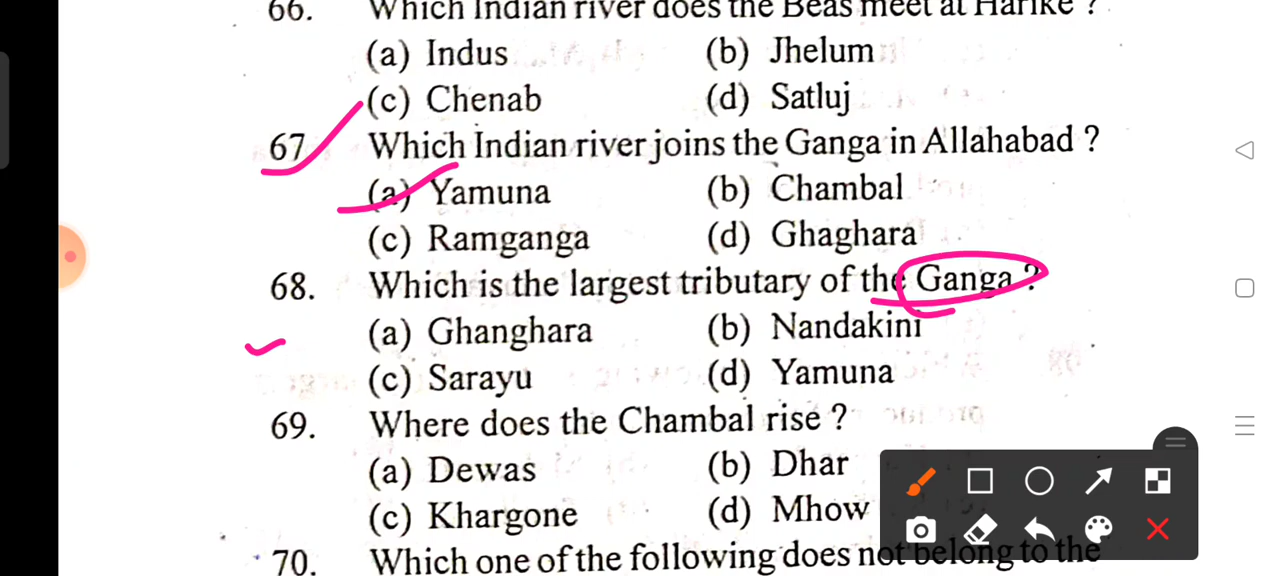 66. Which Indian river does the Beas meet at Harike ?
(a) Indus (b) Jhelum
(c) Chenab (d) Satluj
67 Which Indian river joins the Ganga in Allahabad ?
(a) Yamuna (b) Chambal
(c) Ramganga (d) Ghaghara
68. Which is the largest tributary of the Ganga ?
(a) Ghanghara (b) Nandakini
(c) Sarayu (d) Yamuna
69. Where does the Chambal rise ?
(a) Dewas (b) Dhar
(c) Khargone (d) Mhow
70. Which one of the following does not belong to the